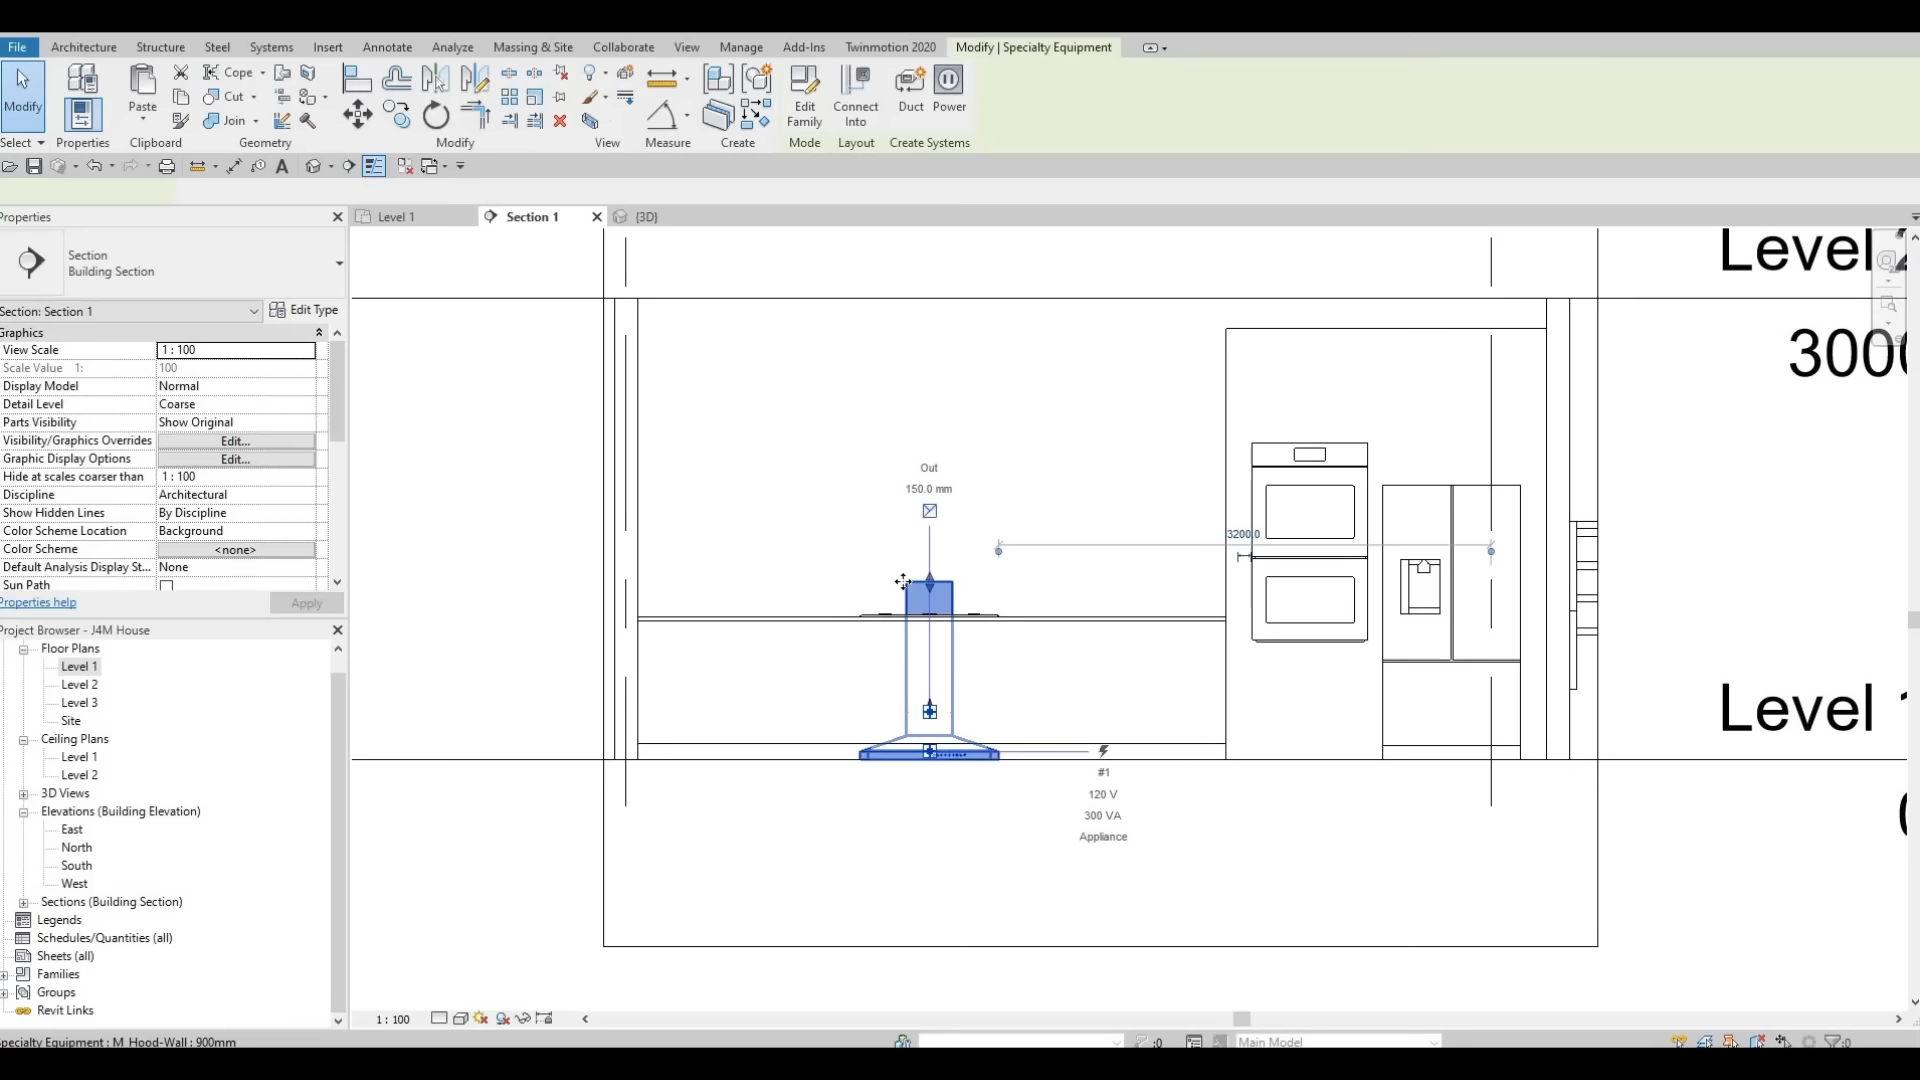 File Architecture Structure Steel Systems Insert Annotate Analyze Massing & Site Collaborate View Manage Add-Ins Twinmotion 2020 Modify | Specialty Equipment
Cope
Cut
Join
Modify Paste Edit Family Connect Into Duct Power
Select Properties Clipboard Geometry Modify View Measure Create Mode Layout Create Systems
A
Properties
Level 1 Section 1 {3D}
Section
Building Section
Section: Section 1 Edit Type
Graphics
View Scale 1 : 100
Scale Value 1: 100
Display Model Normal
Detail Level Coarse
Parts Visibility Show Original
Visibility/Graphics Overrides Edit...
Graphic Display Options Edit...
Hide at scales coarser than 1 : 100
Discipline Architectural
Show Hidden Lines By Discipline
Color Scheme Location Background
Color Scheme <none>
Default Analysis Display St... None
Sun Path
Properties help Apply
Project Browser - J4M House
Floor Plans
Level 1
Level 2
Level 3
Site
Ceiling Plans
Level 1
Level 2
3D Views
Elevations (Building Elevation)
East
North
South
West
Sections (Building Section)
Legends
Schedules/Quantities (all)
Sheets (all)
Families
Groups
Revit Links
Level
300
Out
150.0 mm
3200.0
Level 1
#1
120 V
300 VA
Appliance
1 : 100
Specialty Equipment : M_Hood-Wall : 900mm
:0
Main Model
:0